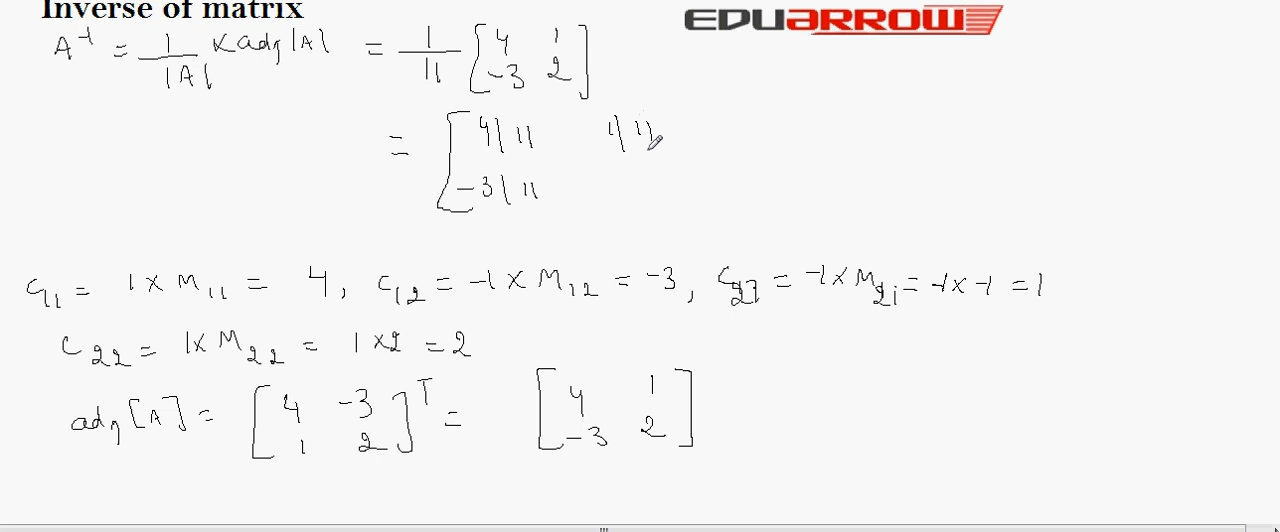 Inverse of matrix
EDUARROW
A⁻¹ = 1/|A| × adj |A| = 1/11 [4 1
-3 2]
= [4/11 1/11
-3/11
C₁₁ = 1 × M₁₁ = 4, C₁₂ = -1 × M₁₂ = -3, C₂₁ = -1 × M₂₁ = -1 × -1 = 1
C₂₂ = 1 × M₂₂ = 1 × 2 = 2
adj [A] = [4 -3
1 2]ᵀ = [4 1
-3 2]